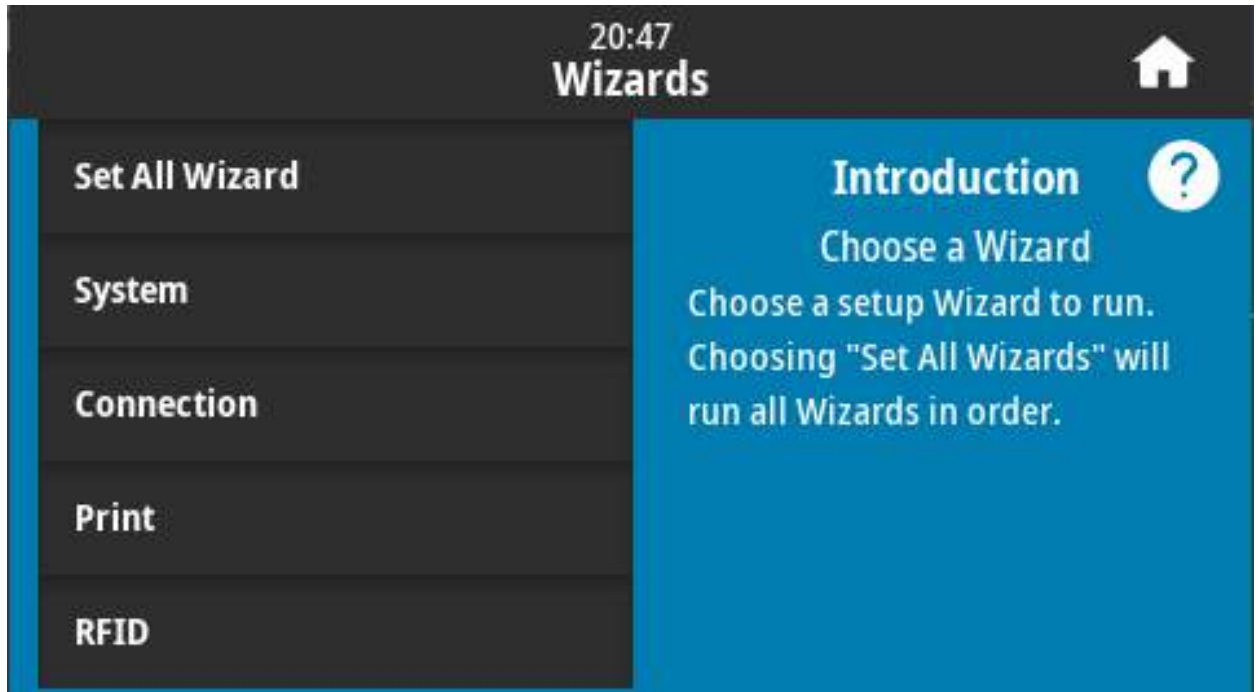 20:47
Wizards
Set All Wizard
System
Connection
Print
RFID
Introduction
?
Choose a Wizard
Choose a setup Wizard to run.
Choosing "Set All Wizards" will
run all Wizards in order.